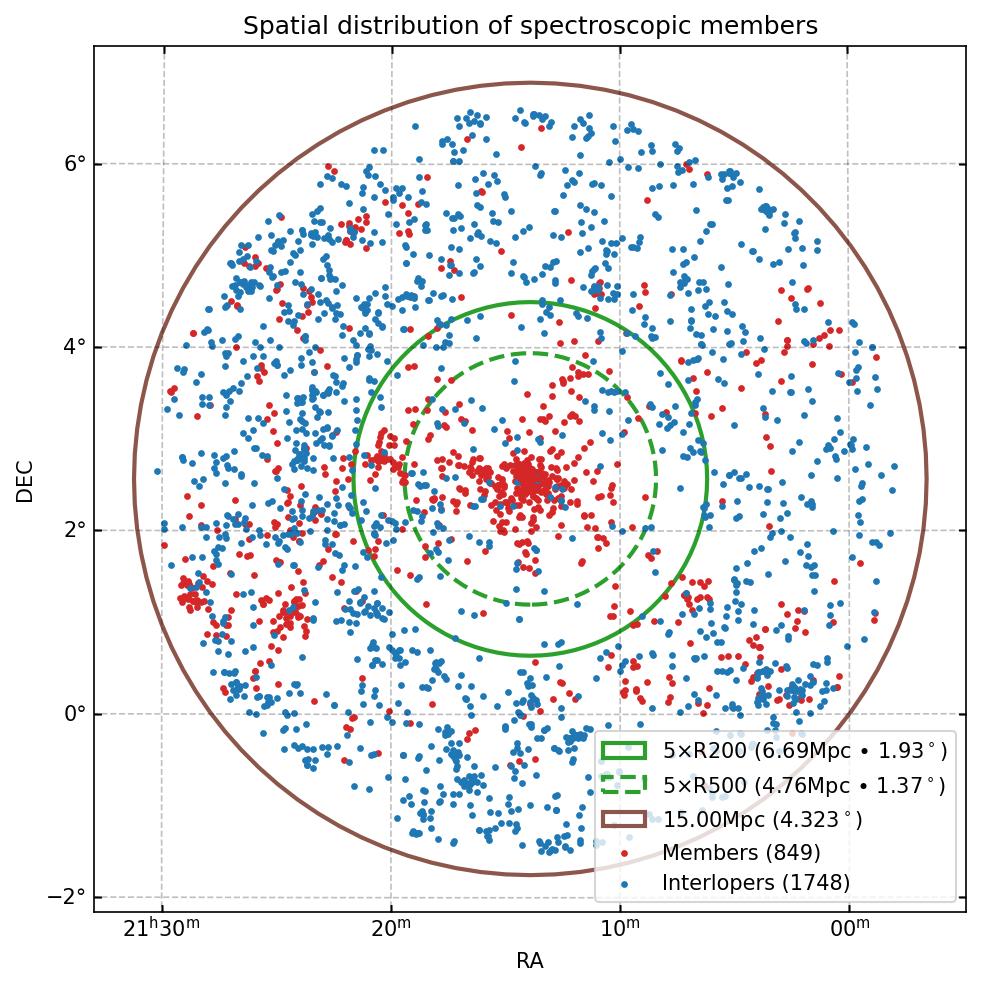 Spatial distribution of spectroscopic members
6°
4°
2°
0°
−2°
DEC
21ʰ30ᵐ
20ᵐ
10ᵐ
00ᵐ
RA
5×R200 (6.69Mpc • 1.93°)
5×R500 (4.76Mpc • 1.37°)
15.00Mpc (4.323°)
Members (849)
Interlopers (1748)